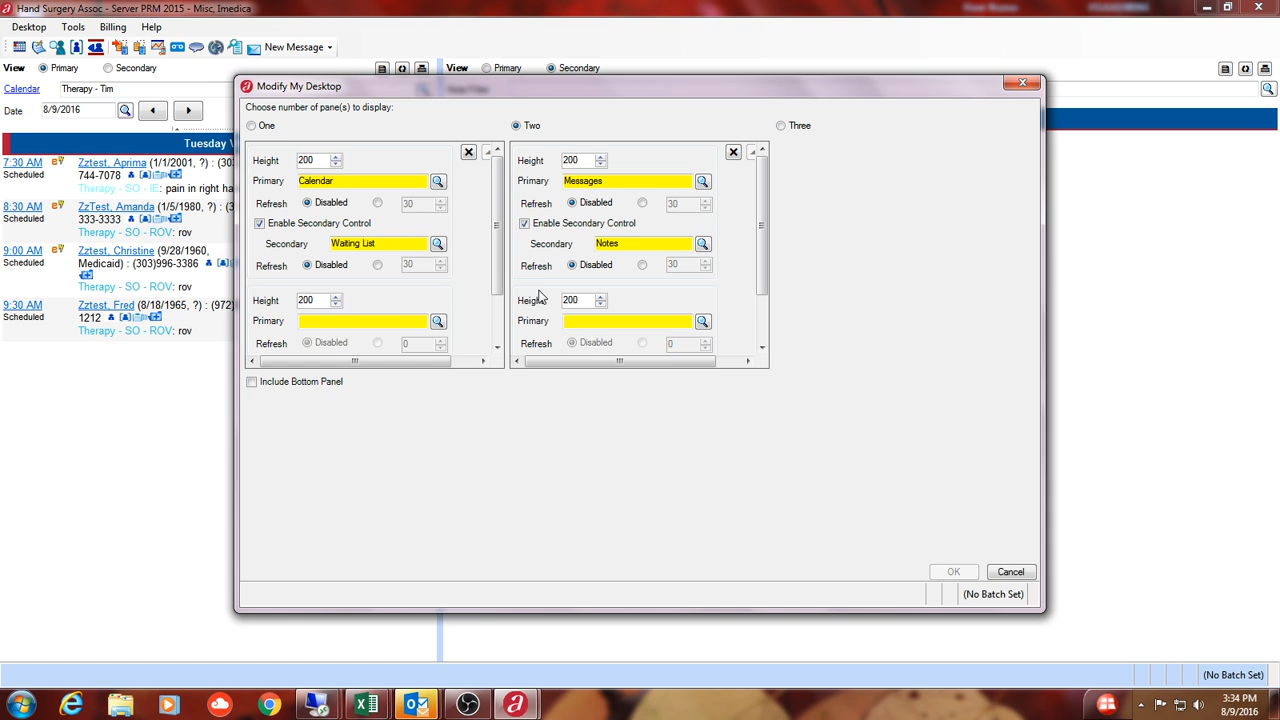 Hand Surgery Assoc - Server PRM 2015 - Misc, Imedica
Desktop Tools Billing Help
New Message
View Primary Secondary
View Primary Secondary
Calendar Therapy - Tim
Date 8/9/2016
Tuesday
7:30 AM Zztest, Aprima (1/1/2001, ?) : (30
Scheduled 744-7078
Therapy - SO - IE: pain in right ha
8:30 AM ZzTest, Amanda (1/5/1980, ?) : (3
Scheduled 333-3333
Therapy - SO - ROV: rov
9:00 AM Zztest, Christine (9/28/1960,
Scheduled Medicaid) : (303)996-3386
Therapy - SO - ROV: rov
9:30 AM Zztest, Fred (8/18/1965, ?) : (972)
Scheduled 1212
Therapy - SO - ROV: rov
Modify My Desktop
Choose number of pane(s) to display:
One Two Three
Height 200
Primary Calendar
Refresh Disabled 30
Enable Secondary Control
Secondary Waiting List
Refresh Disabled 30
Height 200
Primary
Refresh Disabled 0
Height 200
Primary Messages
Refresh Disabled 30
Enable Secondary Control
Secondary Notes
Refresh Disabled 30
Height 200
Primary
Refresh Disabled 0
Include Bottom Panel
OK Cancel
(No Batch Set)
(No Batch Set)
3:34 PM
8/9/2016